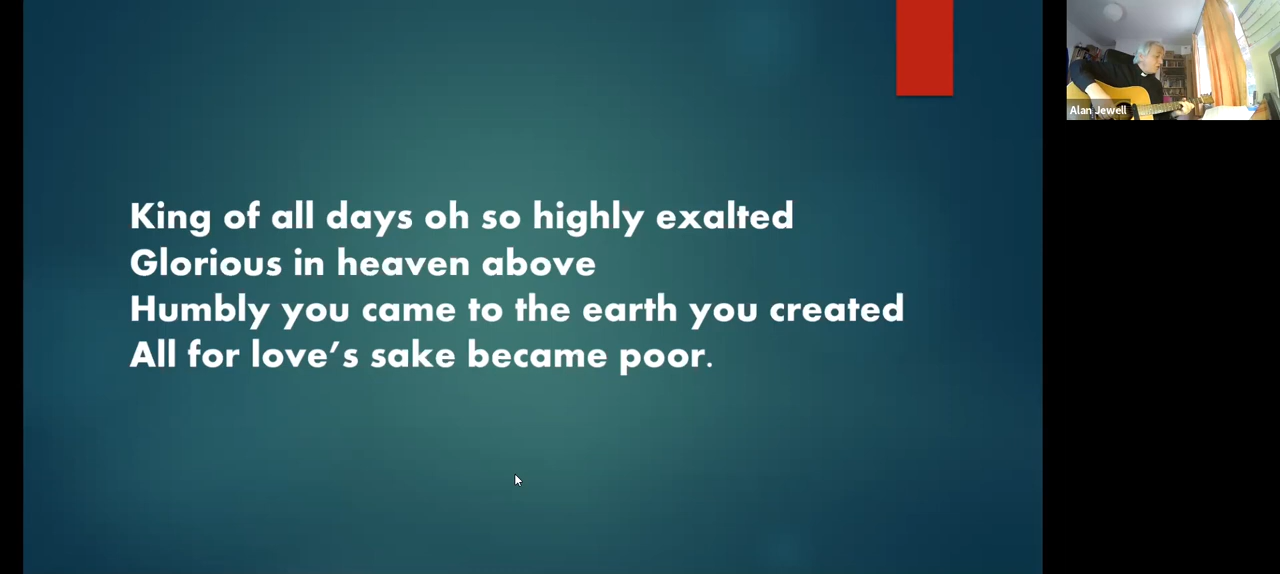 King of all days oh so highly exalted
Glorious in heaven above
Humbly you came to the earth you created
All for love’s sake became poor.
Alan Jewell